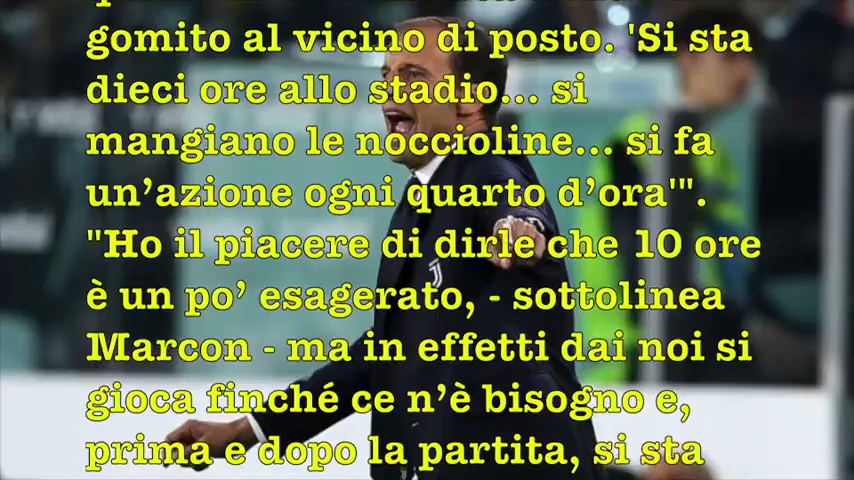 gomito al vicino di posto. 'Si sta
dieci ore allo stadio... si
mangiano le noccioline... si fa
un’azione ogni quarto d’ora'".
"Ho il piacere di dirle che 10 ore
è un po’ esagerato, - sottolinea
Marcon - ma in effetti dai noi si
gioca finché ce n’è bisogno e,
prima e dopo la partita, si sta